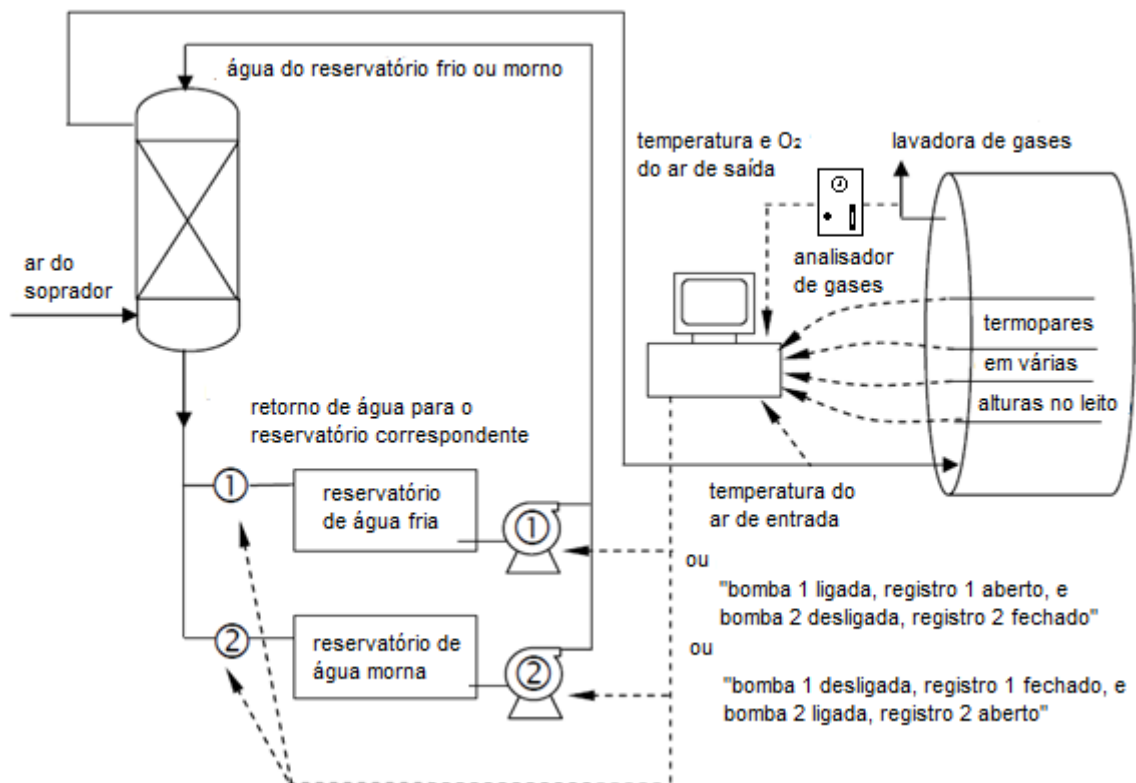 água do reservatório frio ou morno
temperatura e O₂
do ar de saída
lavadora de gases
ar do
soprador
analisador
de gases
termopares
em várias
alturas no leito
retorno de água para o
reservatório correspondente
1
reservatório
de água fria
1
temperatura do
ar de entrada
ou
"bomba 1 ligada, registro 1 aberto, e
bomba 2 desligada, registro 2 fechado"
2
reservatório de
água morna
2
ou
"bomba 1 desligada, registro 1 fechado, e
bomba 2 ligada, registro 2 aberto"